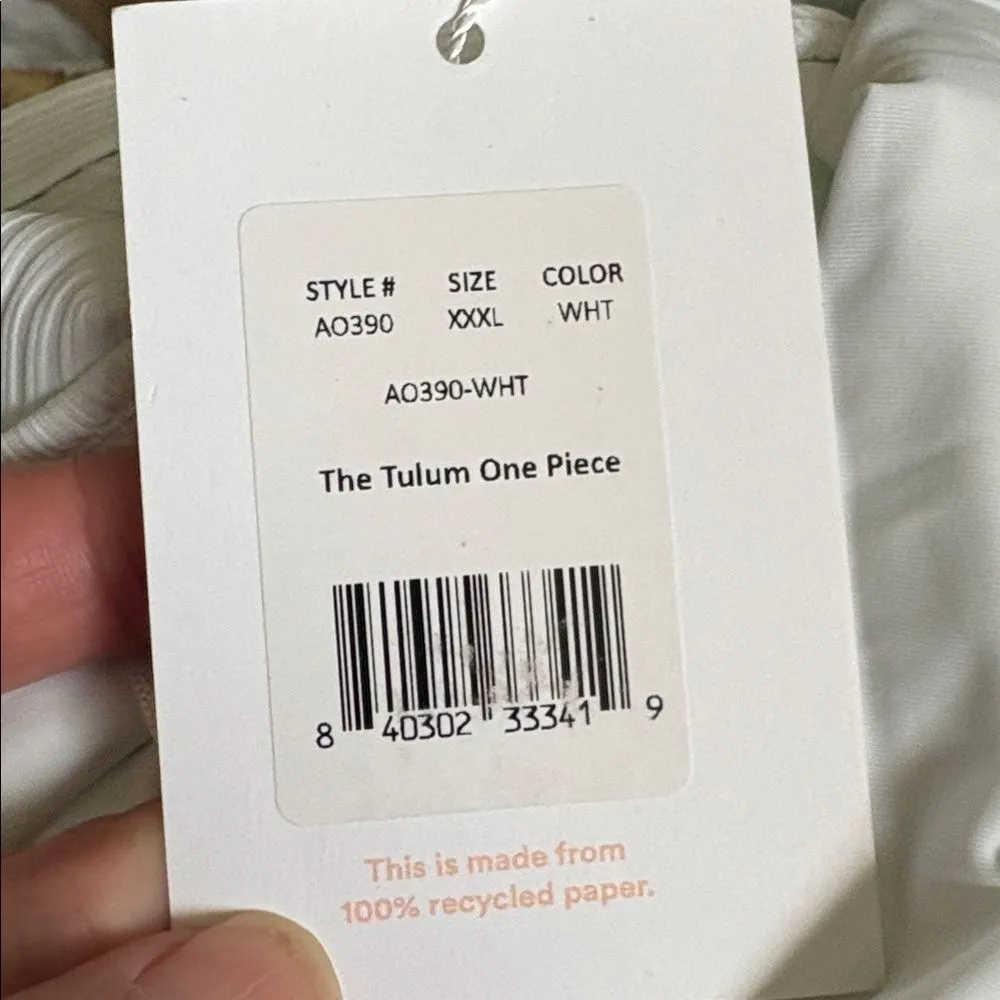 STYLE # SIZE COLOR
AO390 XXXL WHT
AO390-WHT
The Tulum One Piece
8 40302 33341 9
This is made from
100% recycled paper.